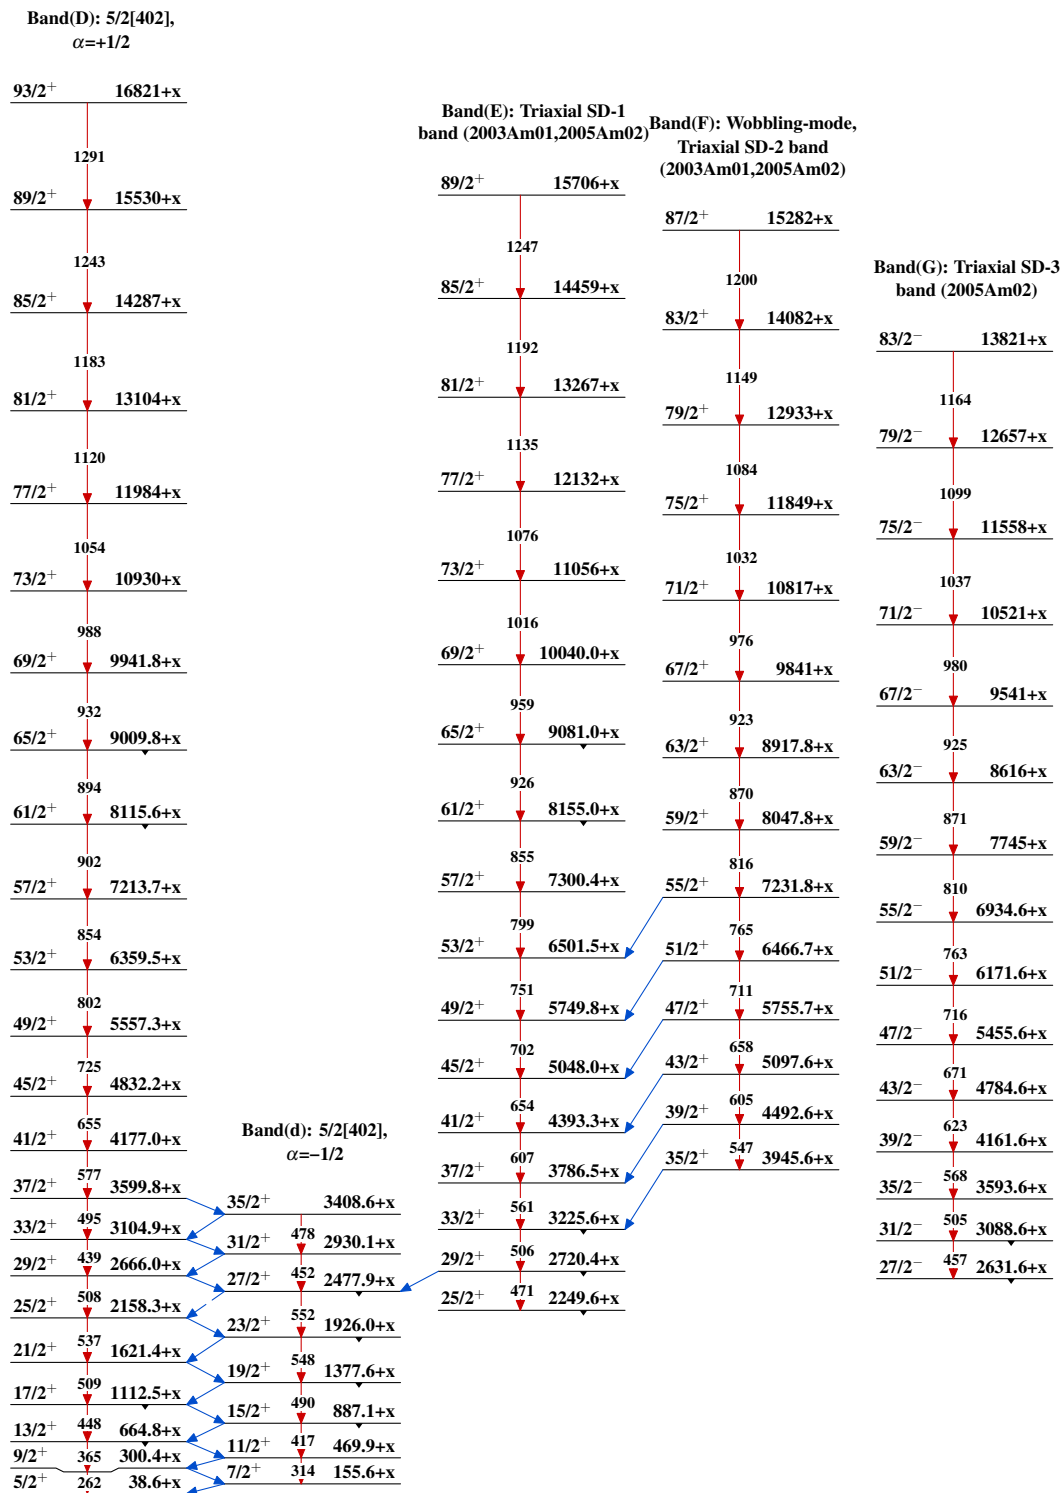 Band(D): 5/2[402],
α=+1/2
93/2⁺ 16821+x
1291
89/2⁺ 15530+x
1243
85/2⁺ 14287+x
1183
81/2⁺ 13104+x
1120
77/2⁺ 11984+x
1054
73/2⁺ 10930+x
988
69/2⁺ 9941.8+x
932
65/2⁺ 9009.8+x
894
61/2⁺ 8115.6+x
902
57/2⁺ 7213.7+x
854
53/2⁺ 6359.5+x
802
49/2⁺ 5557.3+x
725
45/2⁺ 4832.2+x
655
41/2⁺ 4177.0+x
577
37/2⁺ 3599.8+x
495
33/2⁺ 3104.9+x
439
29/2⁺ 2666.0+x
508
25/2⁺ 2158.3+x
537
21/2⁺ 1621.4+x
509
17/2⁺ 1112.5+x
448
13/2⁺ 664.8+x
365
9/2⁺ 300.4+x
262
5/2⁺ 38.6+x
Band(d): 5/2[402],
α=−1/2
35/2⁺ 3408.6+x
478
31/2⁺ 2930.1+x
452
27/2⁺ 2477.9+x
552
23/2⁺ 1926.0+x
548
19/2⁺ 1377.6+x
490
15/2⁺ 887.1+x
417
11/2⁺ 469.9+x
314
7/2⁺ 155.6+x
Band(E): Triaxial SD-1
band (2003Am01,2005Am02)
89/2⁺ 15706+x
1247
85/2⁺ 14459+x
1192
81/2⁺ 13267+x
1135
77/2⁺ 12132+x
1076
73/2⁺ 11056+x
1016
69/2⁺ 10040.0+x
959
65/2⁺ 9081.0+x
926
61/2⁺ 8155.0+x
855
57/2⁺ 7300.4+x
799
53/2⁺ 6501.5+x
751
49/2⁺ 5749.8+x
702
45/2⁺ 5048.0+x
654
41/2⁺ 4393.3+x
607
37/2⁺ 3786.5+x
561
33/2⁺ 3225.6+x
506
29/2⁺ 2720.4+x
471
25/2⁺ 2249.6+x
Band(F): Wobbling-mode,
Triaxial SD-2 band
(2003Am01,2005Am02)
87/2⁺ 15282+x
1200
83/2⁺ 14082+x
1149
79/2⁺ 12933+x
1084
75/2⁺ 11849+x
1032
71/2⁺ 10817+x
976
67/2⁺ 9841+x
923
63/2⁺ 8917.8+x
870
59/2⁺ 8047.8+x
816
55/2⁺ 7231.8+x
765
51/2⁺ 6466.7+x
711
47/2⁺ 5755.7+x
658
43/2⁺ 5097.6+x
605
39/2⁺ 4492.6+x
547
35/2⁺ 3945.6+x
Band(G): Triaxial SD-3
band (2005Am02)
83/2⁻ 13821+x
1164
79/2⁻ 12657+x
1099
75/2⁻ 11558+x
1037
71/2⁻ 10521+x
980
67/2⁻ 9541+x
925
63/2⁻ 8616+x
871
59/2⁻ 7745+x
810
55/2⁻ 6934.6+x
763
51/2⁻ 6171.6+x
716
47/2⁻ 5455.6+x
671
43/2⁻ 4784.6+x
623
39/2⁻ 4161.6+x
568
35/2⁻ 3593.6+x
505
31/2⁻ 3088.6+x
457
27/2⁻ 2631.6+x